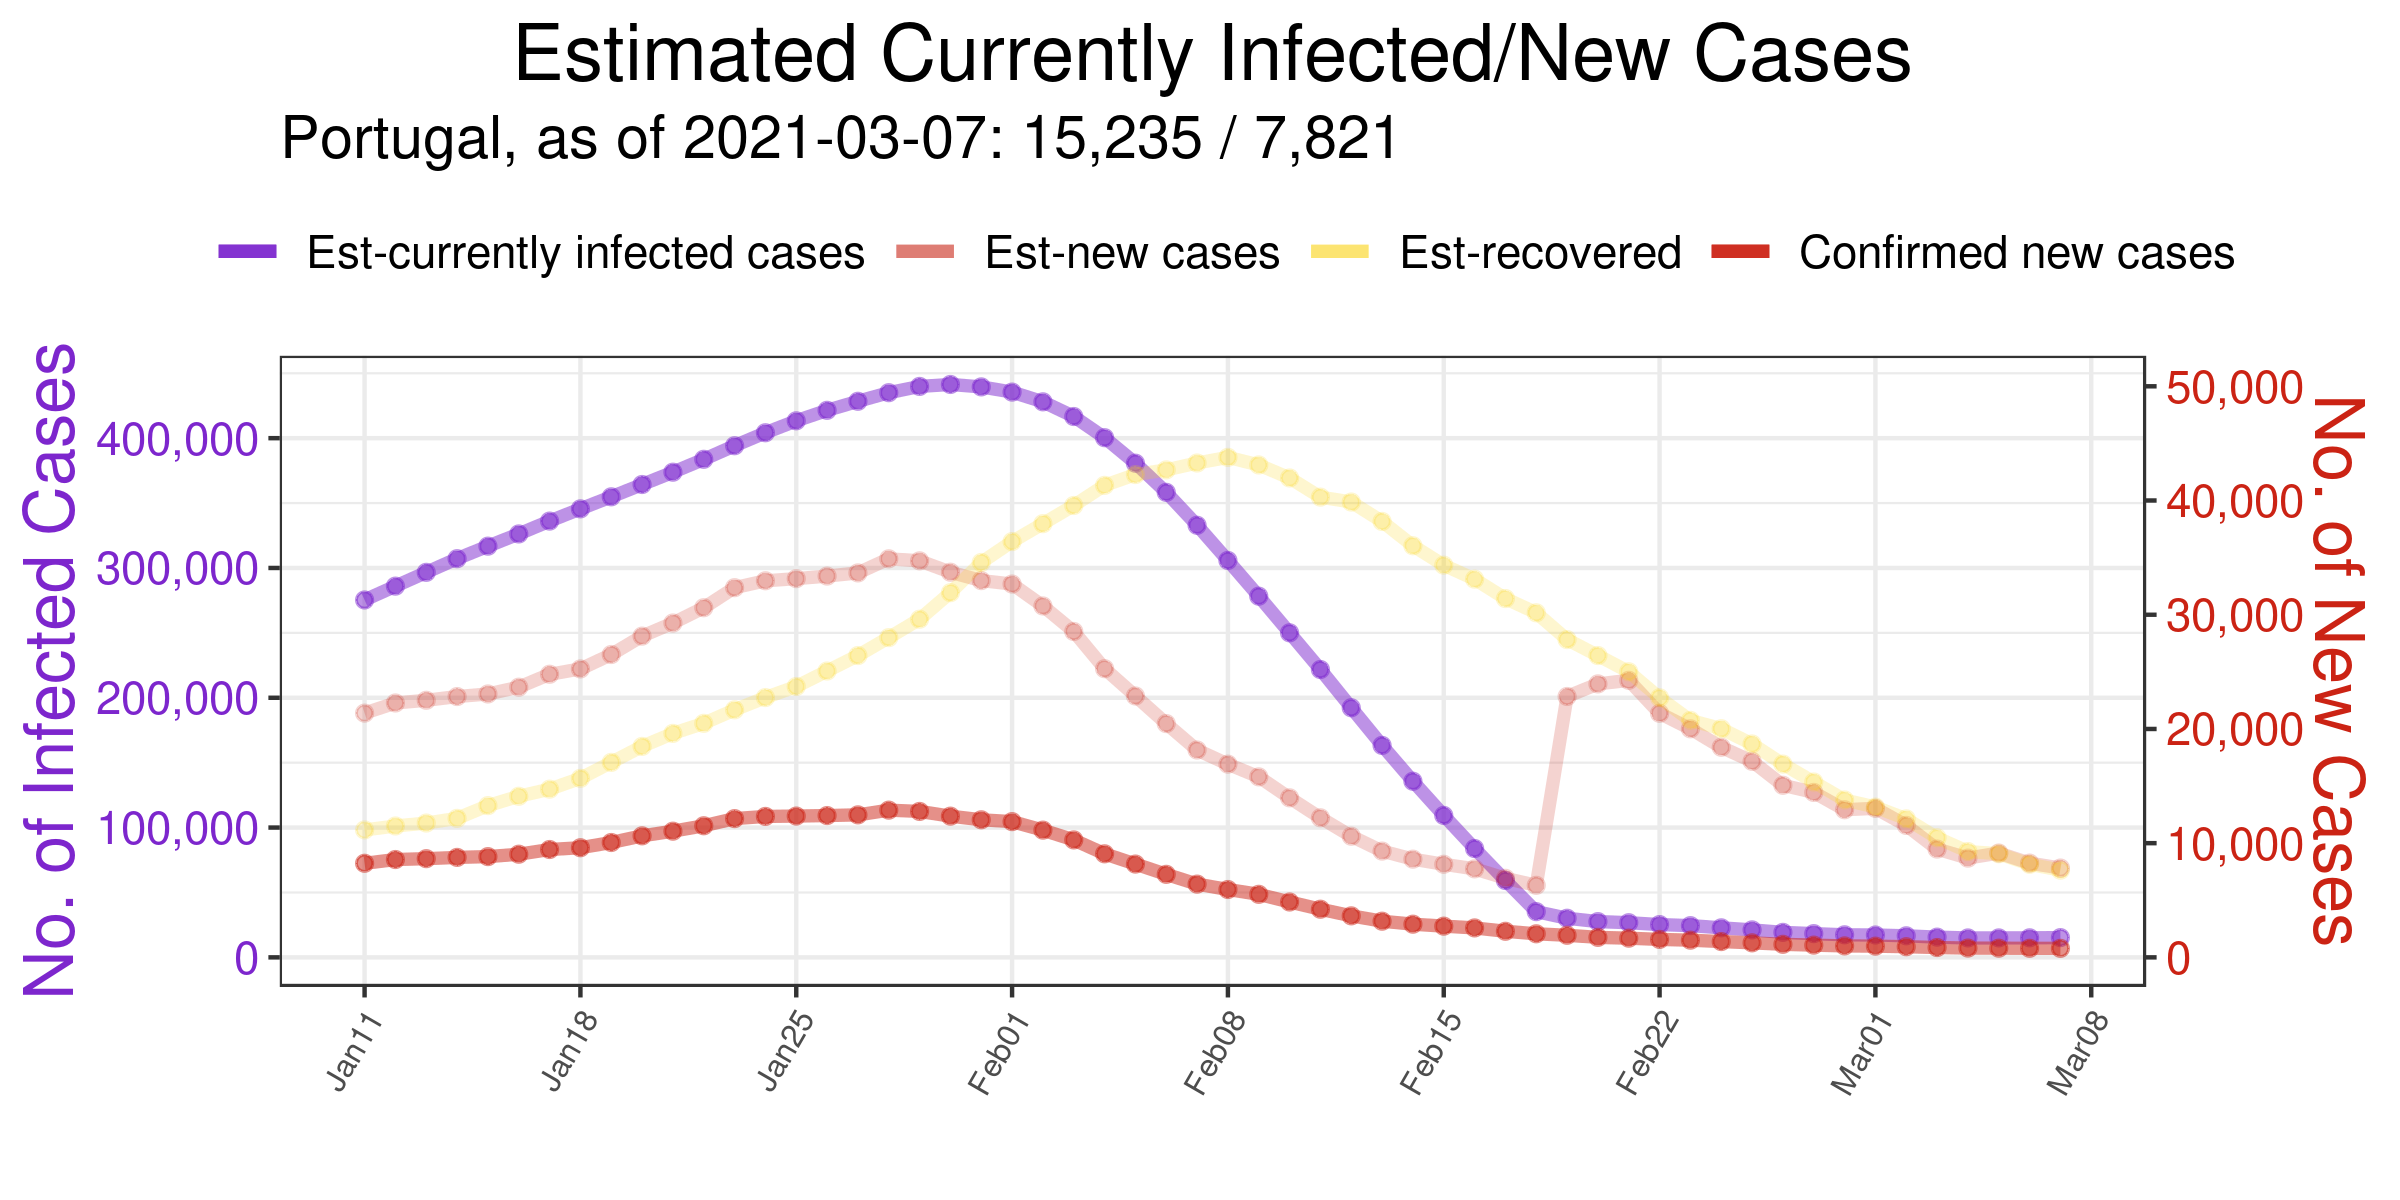 Estimated Currently Infected/New Cases
Portugal, as of 2021-03-07: 15,235 / 7,821
Est-currently infected cases Est-new cases Est-recovered Confirmed new cases
No. of Infected Cases
400,000
300,000
200,000
100,000
0
50,000
40,000
30,000
20,000
10,000
0
No. of New Cases
Jan11 Jan18 Jan25 Feb01 Feb08 Feb15 Feb22 Mar01 Mar08